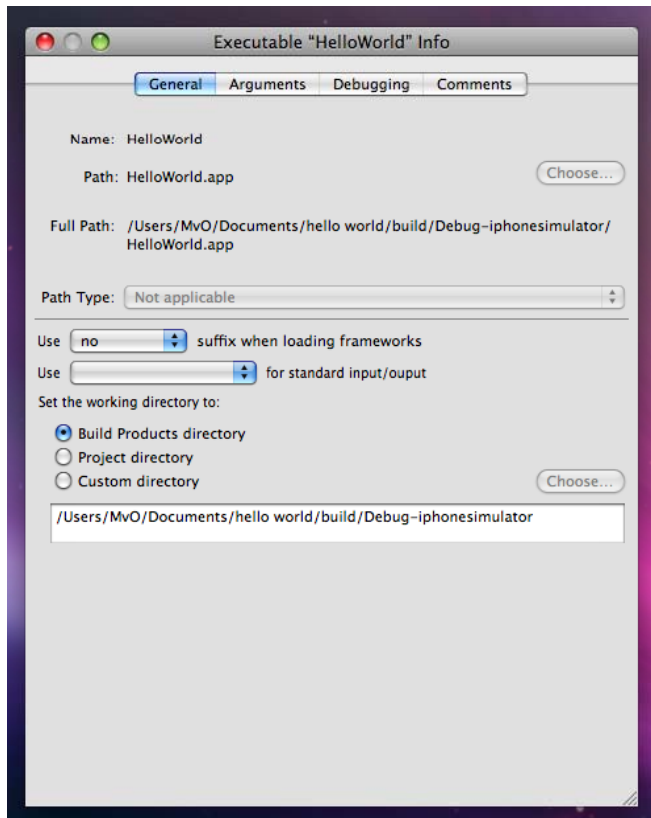 Executable “HelloWorld” Info
General Arguments Debugging Comments
Name: HelloWorld
Path: HelloWorld.app Choose...
Full Path: /Users/MvO/Documents/hello world/build/Debug-iphonesimulator/
HelloWorld.app
Path Type: Not applicable
Use no suffix when loading frameworks
Use for standard input/ouput
Set the working directory to:
Build Products directory
Project directory
Custom directory Choose...
/Users/MvO/Documents/hello world/build/Debug-iphonesimulator